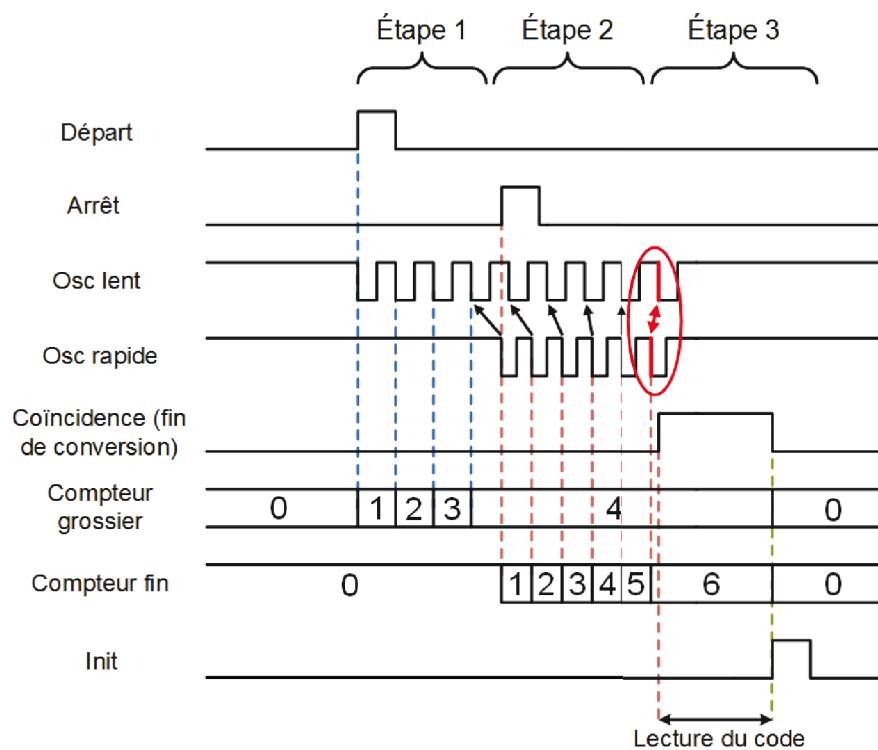 Étape 1 Étape 2 Étape 3
Départ
Arrêt
Osc lent
Osc rapide
Coïncidence (fin
de conversion)
Compteur
grossier
0 1 2 3 4 0
Compteur fin
0 1 2 3 4 5 6 0
Init
Lecture du code